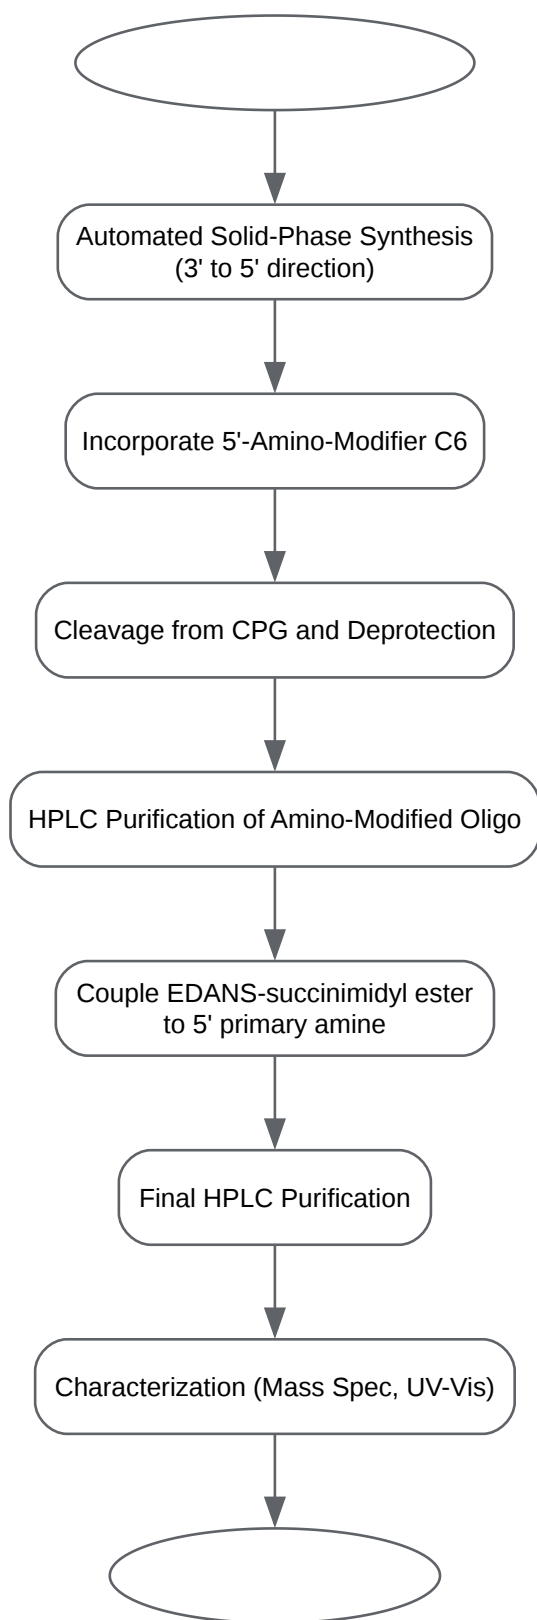 Automated Solid-Phase Synthesis
(3' to 5' direction)
Incorporate 5'-Amino-Modifier C6
Cleavage from CPG and Deprotection
HPLC Purification of Amino-Modified Oligo
Couple EDANS-succinimidyl ester
to 5' primary amine
Final HPLC Purification
Characterization (Mass Spec, UV-Vis)